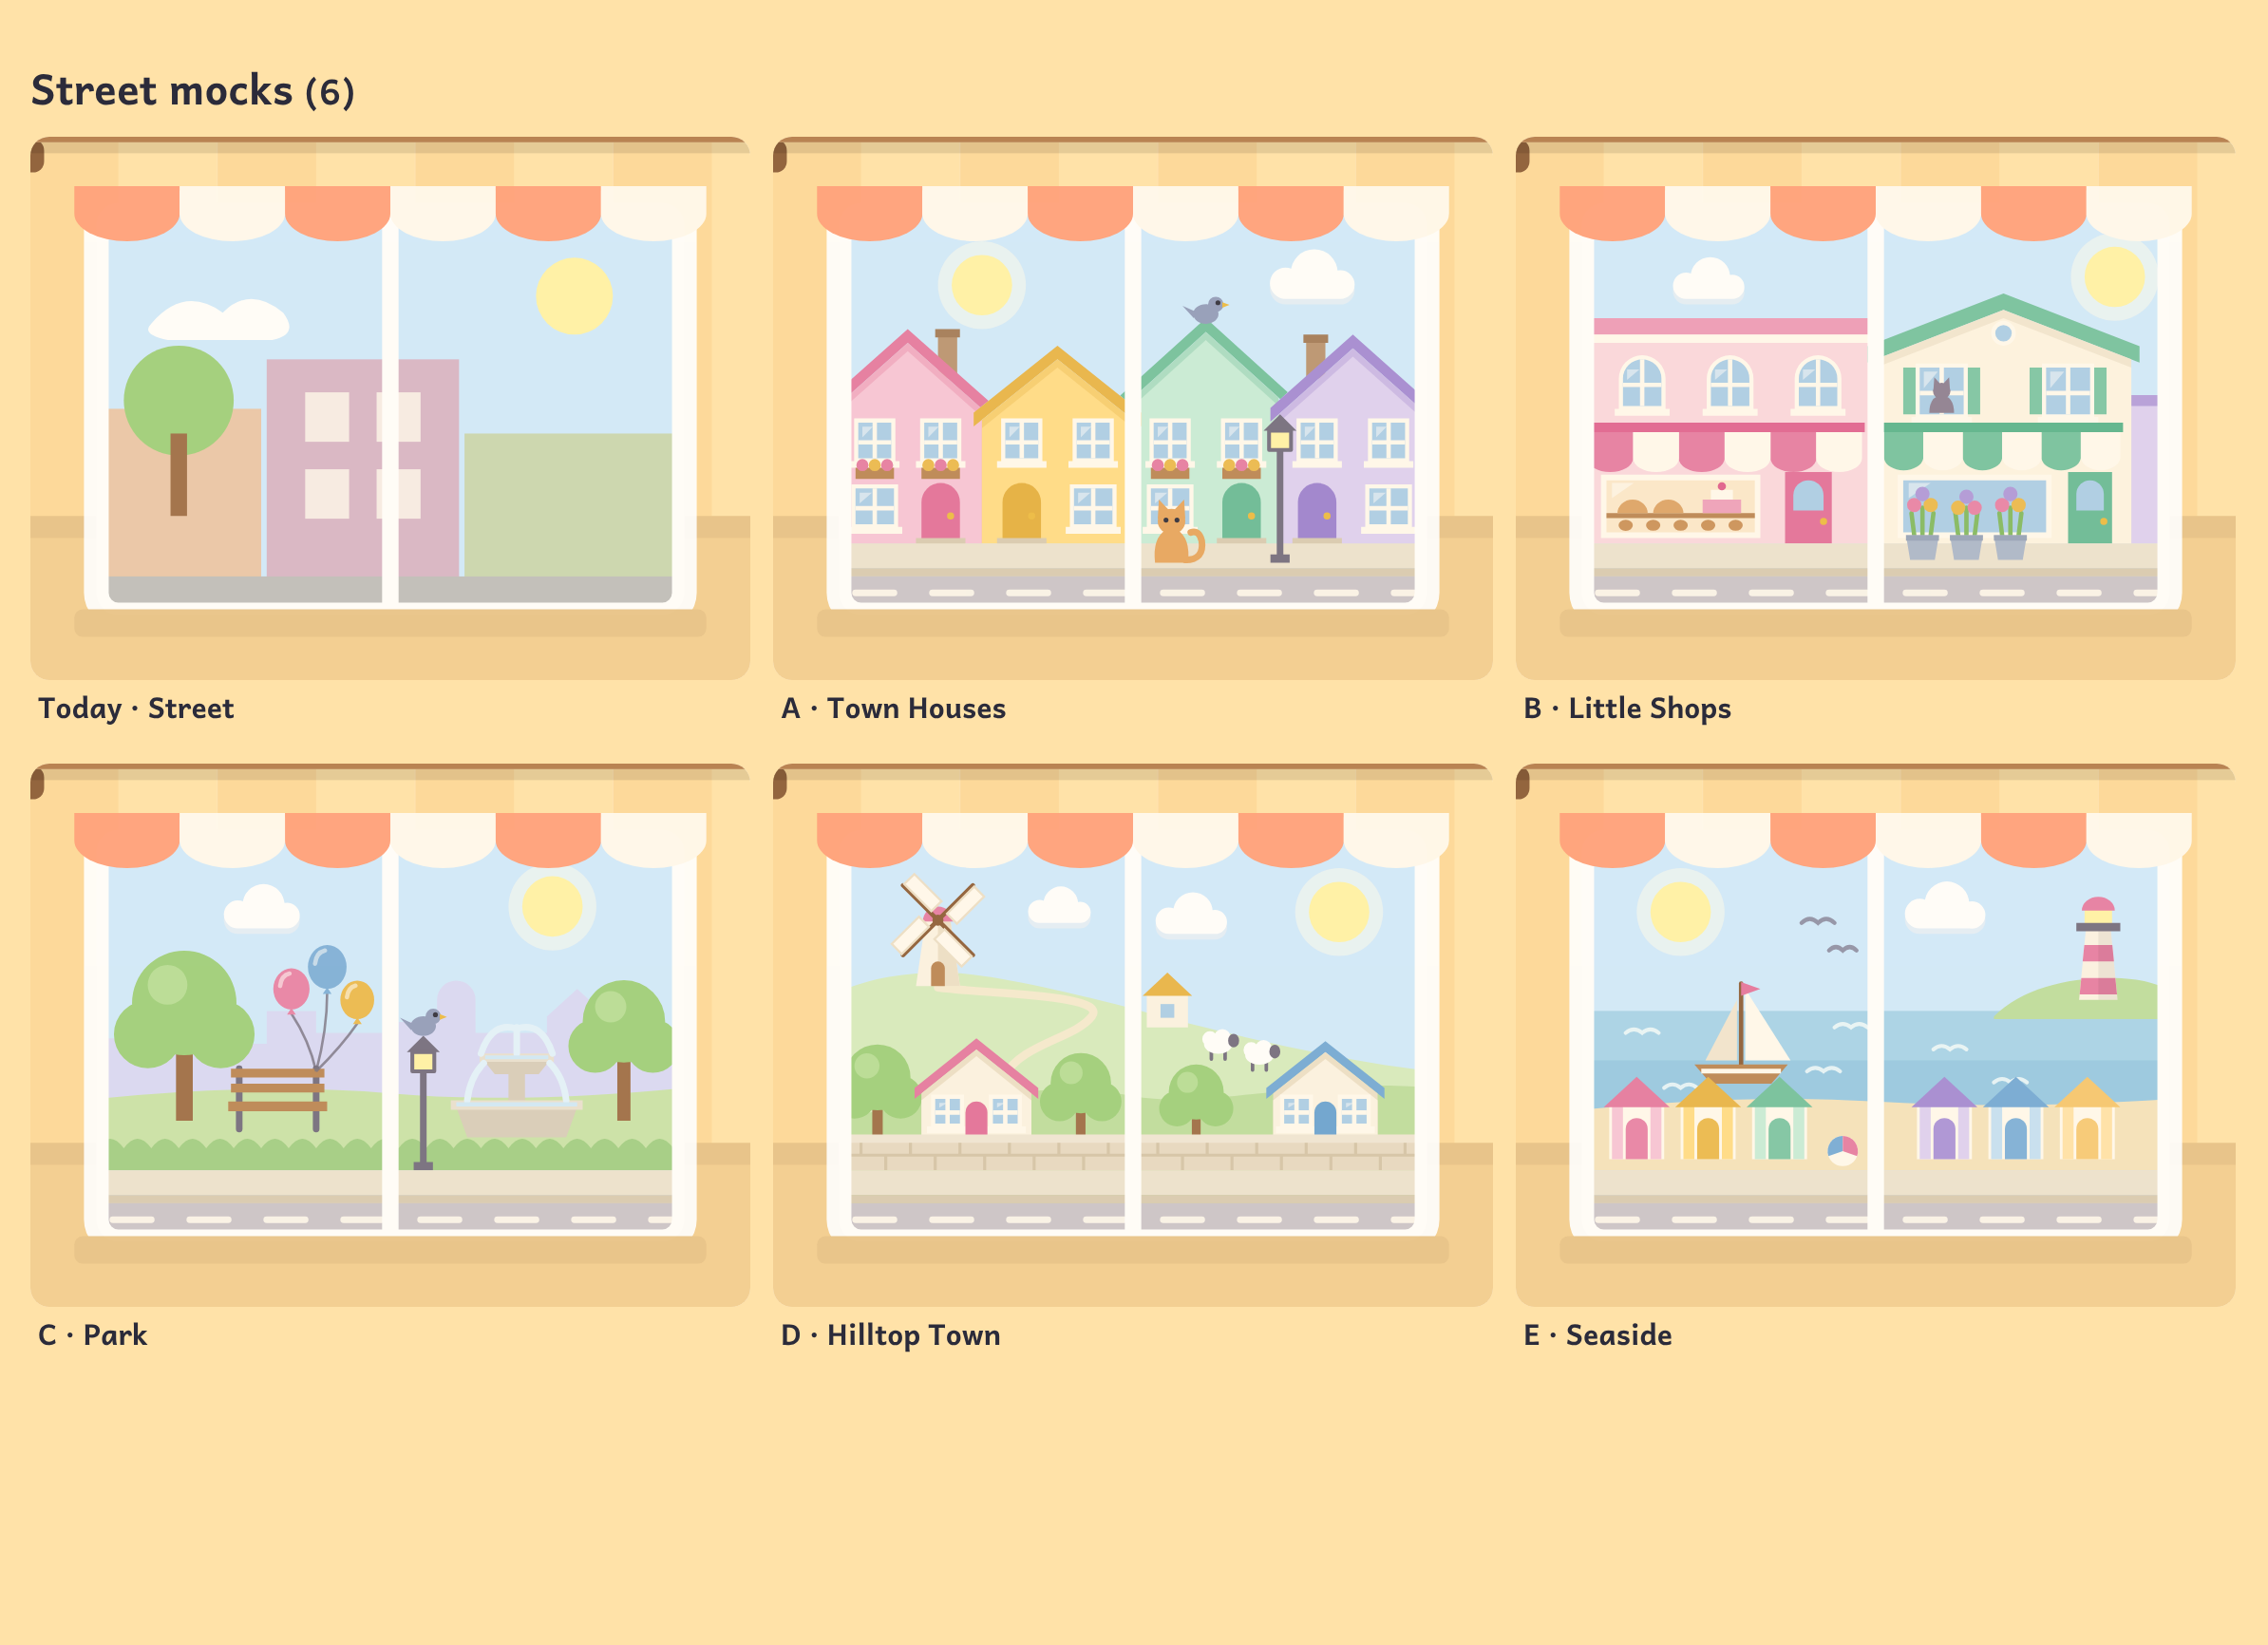 Street mocks (6)
Today · Street
A · Town Houses
B · Little Shops
C · Park
D · Hilltop Town
E · Seaside